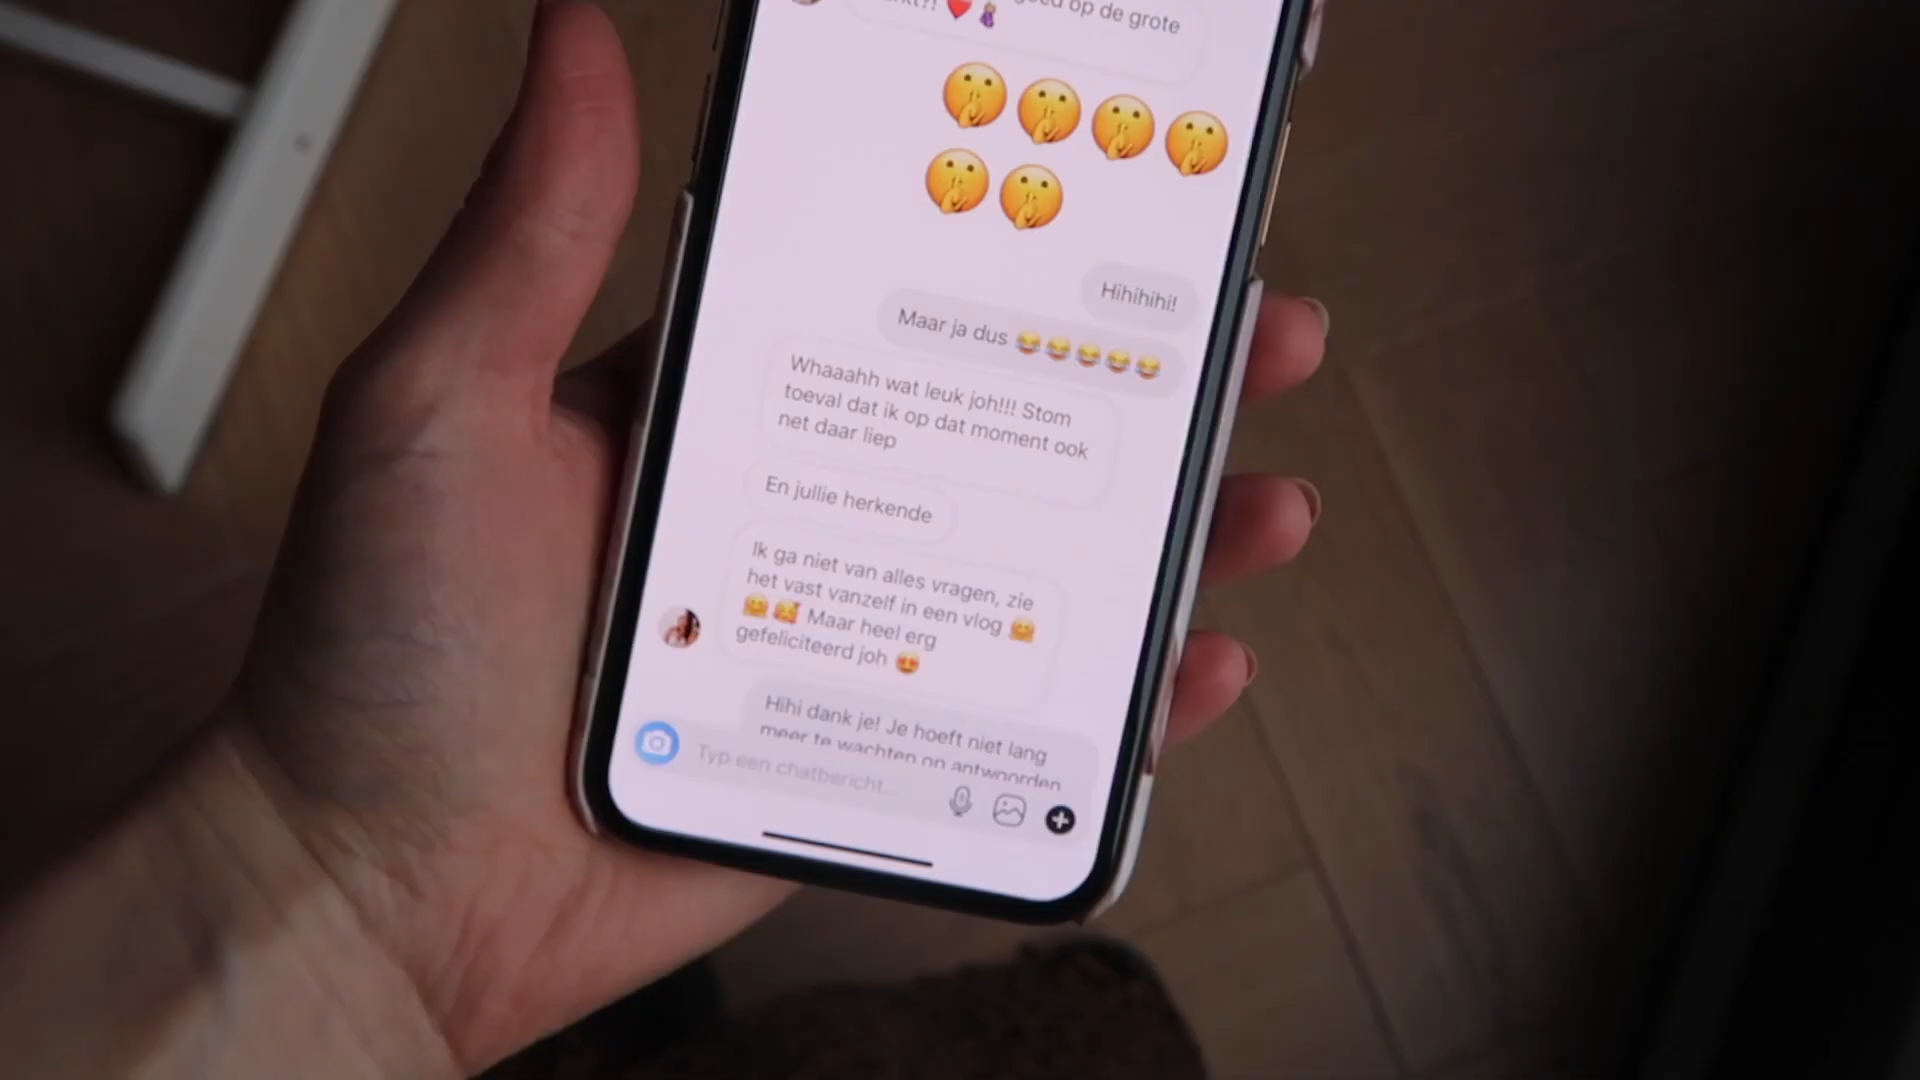 op de grote
Hihihihi!
Maar ja dus 😂😂😂😂😂
Whaaahh wat leuk joh!!! Stom
toeval dat ik op dat moment ook
net daar liep
En jullie herkende
Ik ga niet van alles vragen, zie
het vast vanzelf in een vlog 🤗
🤗🥰 Maar heel erg
gefeliciteerd joh 😍
Hihi dank je! Je hoeft niet lang
meer te wachten op antwoorden
Typ een chatbericht...